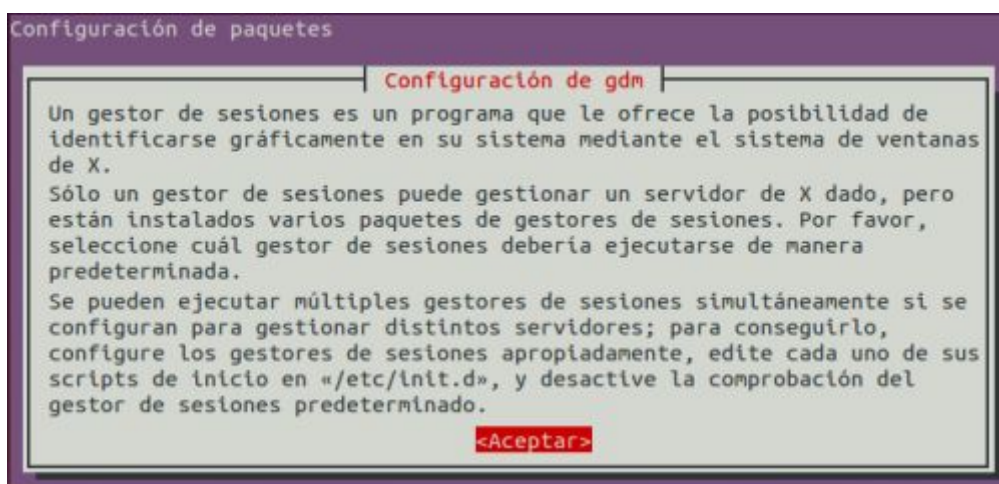 Configuración de paquetes
Configuración de gdm
Un gestor de sesiones es un programa que le ofrece la posibilidad de
identificarse gráficamente en su sistema mediante el sistema de ventanas
de X.
Sólo un gestor de sesiones puede gestionar un servidor de X dado, pero
están instalados varios paquetes de gestores de sesiones. Por favor,
seleccione cuál gestor de sesiones debería ejecutarse de manera
predeterminada.
Se pueden ejecutar múltiples gestores de sesiones simultáneamente si se
configuran para gestionar distintos servidores; para conseguirlo,
configure los gestores de sesiones apropiadamente, edite cada uno de sus
scripts de inicio en «/etc/init.d», y desactive la comprobación del
gestor de sesiones predeterminado.
<Aceptar>